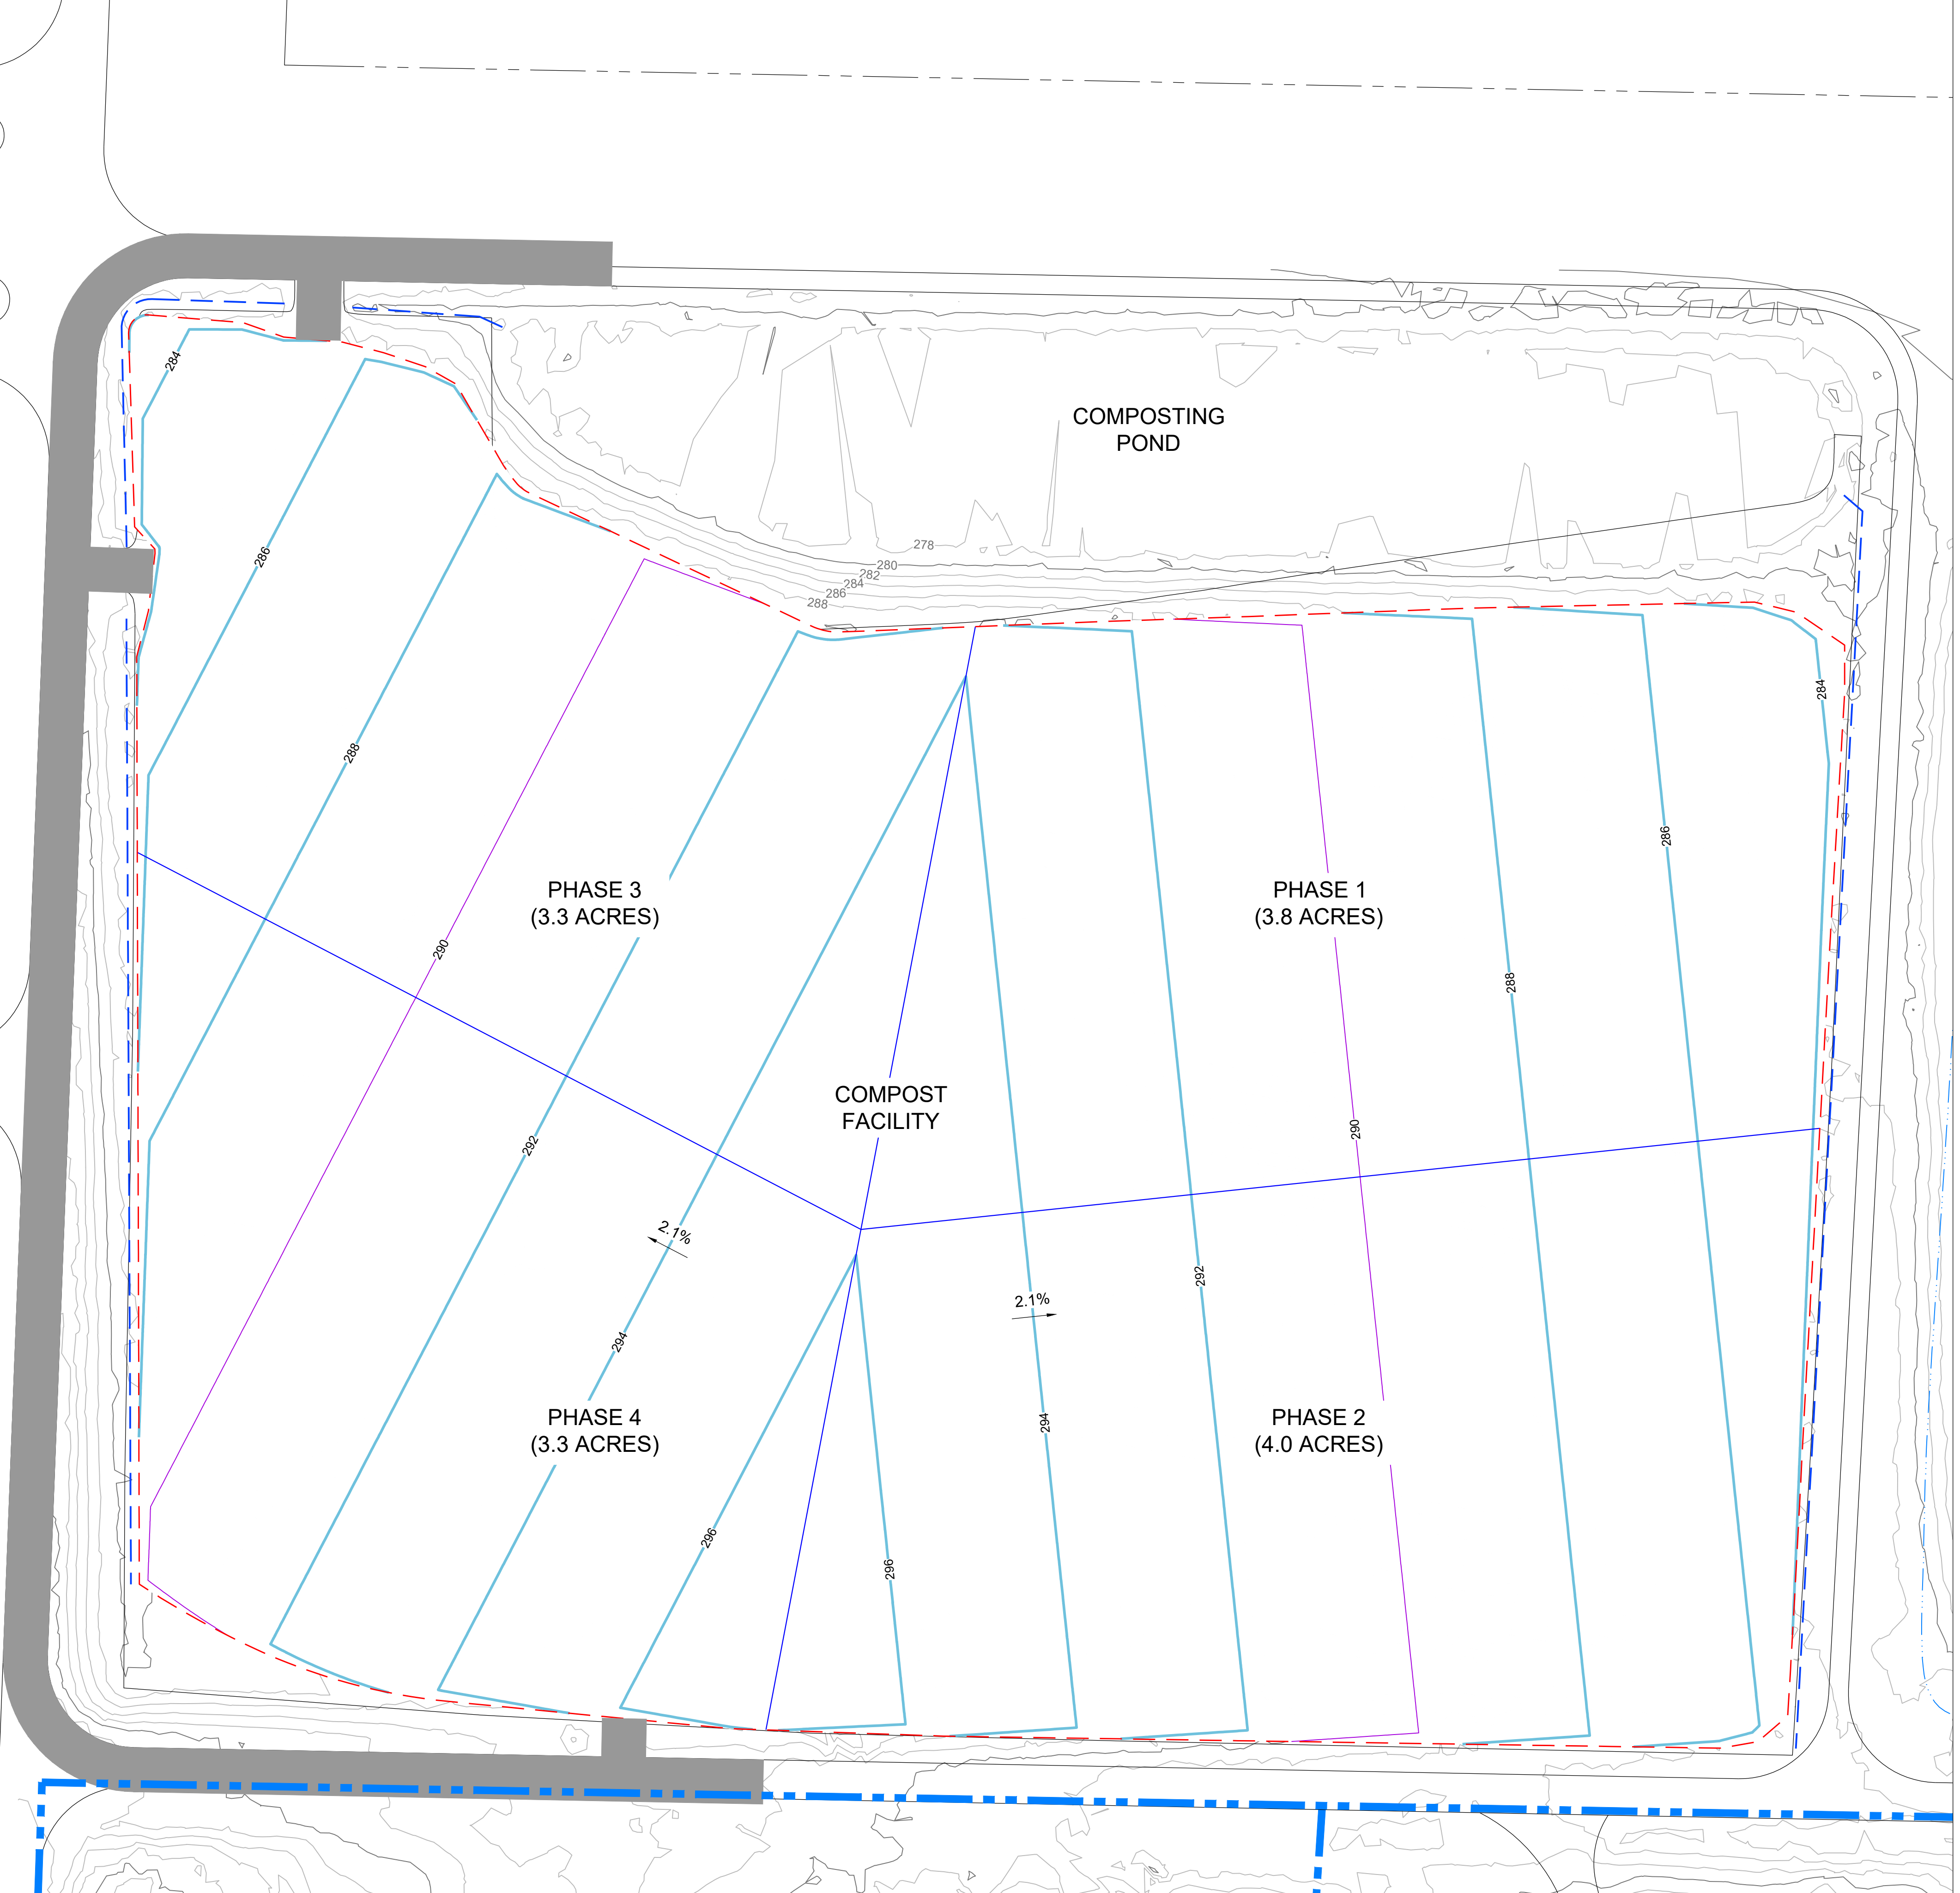 284
286
288
COMPOSTING
POND
278
280
282
284
286
288
284
286
PHASE 3
(3.3 ACRES)
PHASE 1
(3.8 ACRES)
290
288
COMPOST
FACILITY
292
290
2.1%
292
2.1%
294
294
PHASE 4
(3.3 ACRES)
PHASE 2
(4.0 ACRES)
296
296